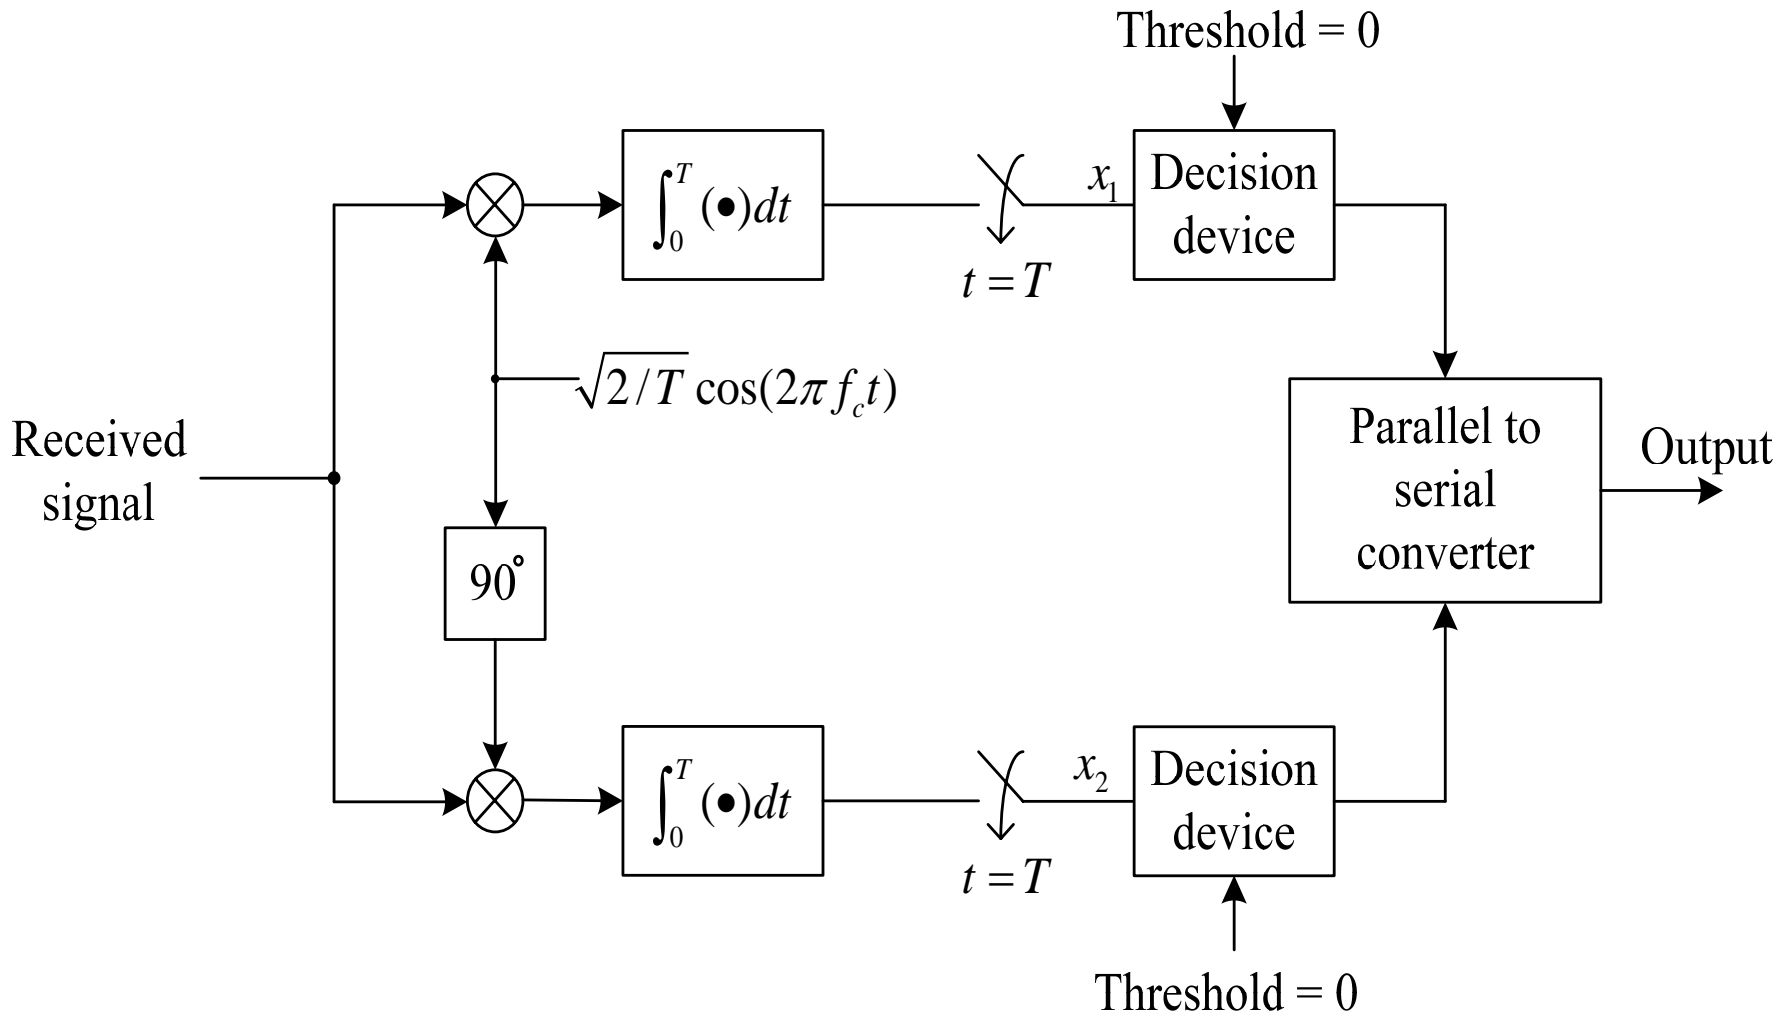 Threshold = 0
∫₀ᵀ (•)dt
x₁
Decision
device
t = T
√2/T cos(2πf_c t)
Received
signal
90°
Parallel to
serial
converter
Output
∫₀ᵀ (•)dt
x₂
Decision
device
t = T
Threshold = 0